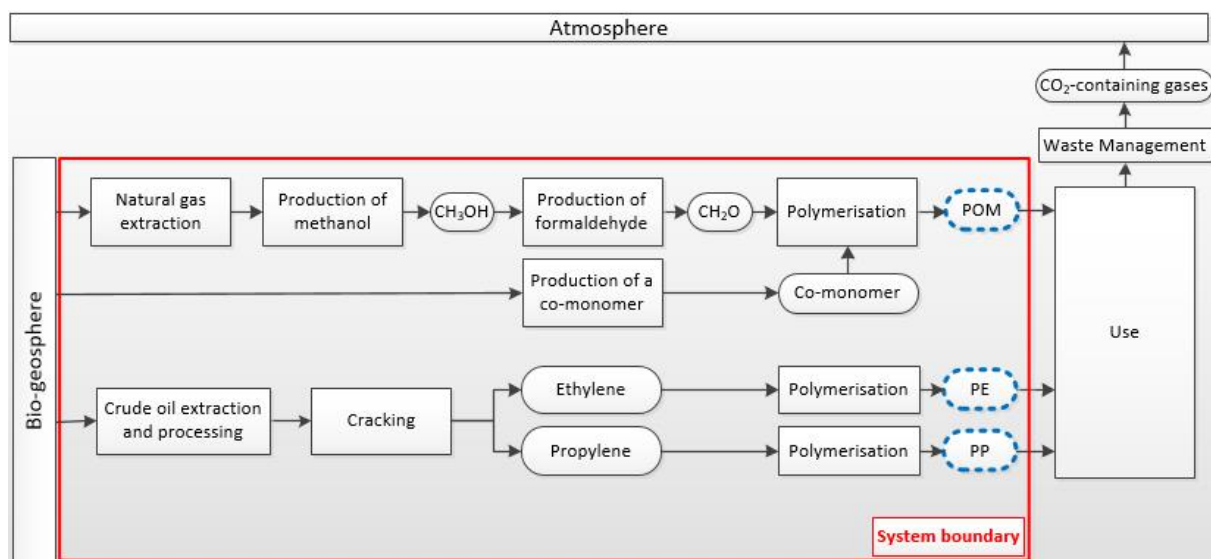 Atmosphere
CO₂-containing gases
Waste Management
Bio-geosphere
Natural gas
extraction
Production of
methanol
CH₃OH
Production of
formaldehyde
CH₂O
Polymerisation
POM
Production of a
co-monomer
Co-monomer
Use
Crude oil extraction
and processing
Cracking
Ethylene
Polymerisation
PE
Propylene
Polymerisation
PP
System boundary